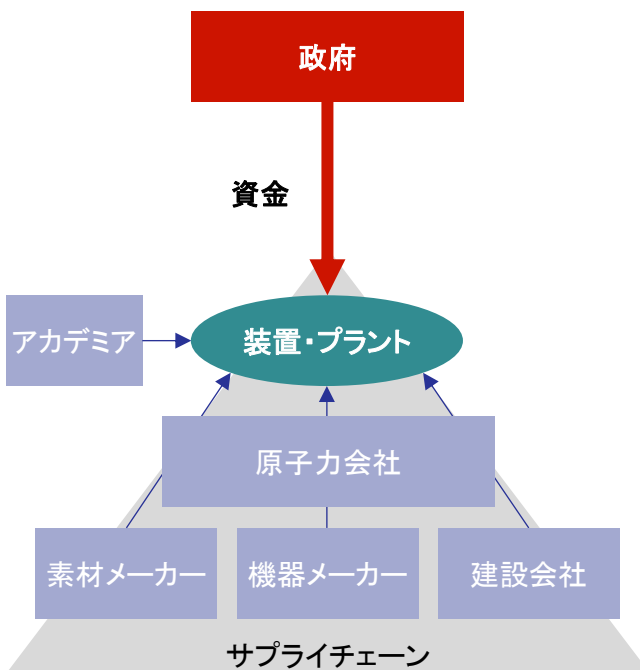 政府
資金
アカデミア
装置・プラント
原子力会社
素材メーカー
機器メーカー
建設会社
サプライチェーン